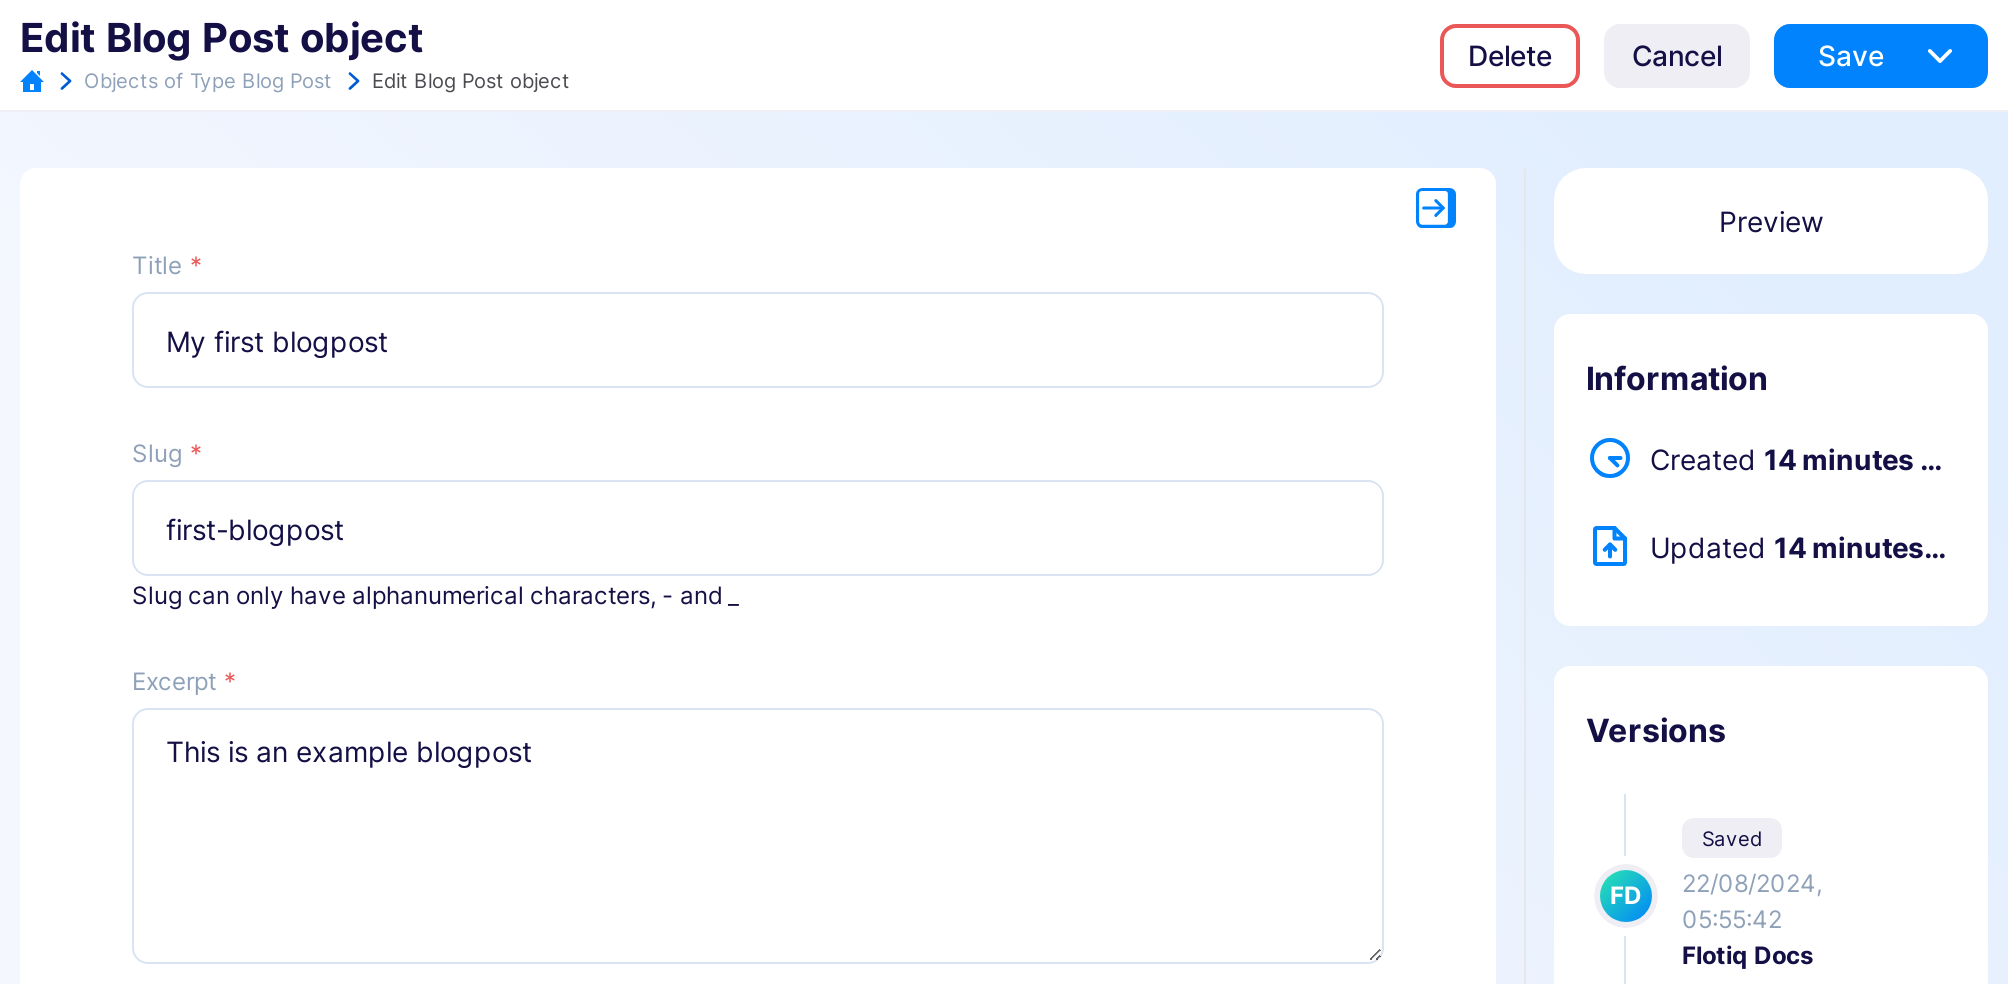 Edit Blog Post object
Objects of Type Blog Post Edit Blog Post object
Delete
Cancel
Save
Title *
My first blogpost
Slug *
first-blogpost
Slug can only have alphanumerical characters, - and _
Excerpt *
This is an example blogpost
Preview
Information
Created 14 minutes ...
Updated 14 minutes...
Versions
Saved
FD
22/08/2024,
05:55:42
Flotiq Docs